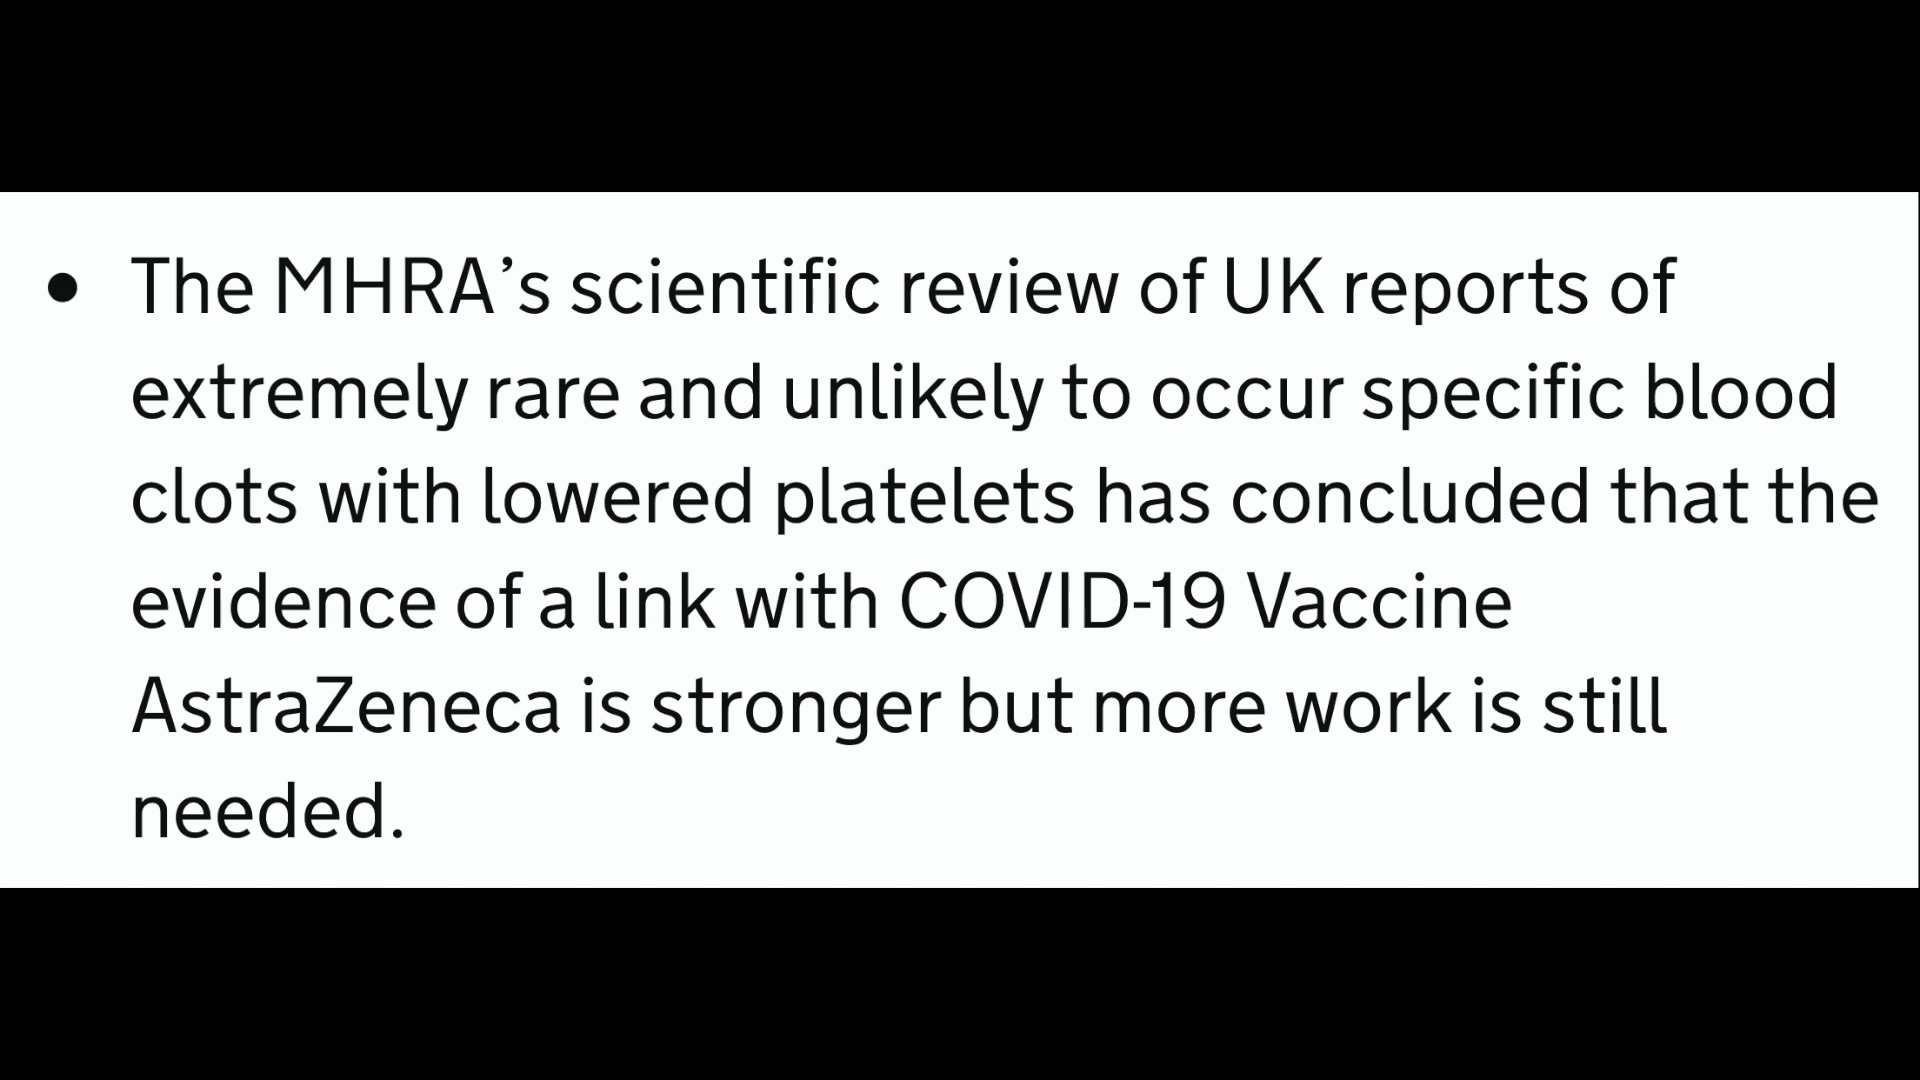 • The MHRA’s scientific review of UK reports of
extremely rare and unlikely to occur specific blood
clots with lowered platelets has concluded that the
evidence of a link with COVID-19 Vaccine
AstraZeneca is stronger but more work is still
needed.